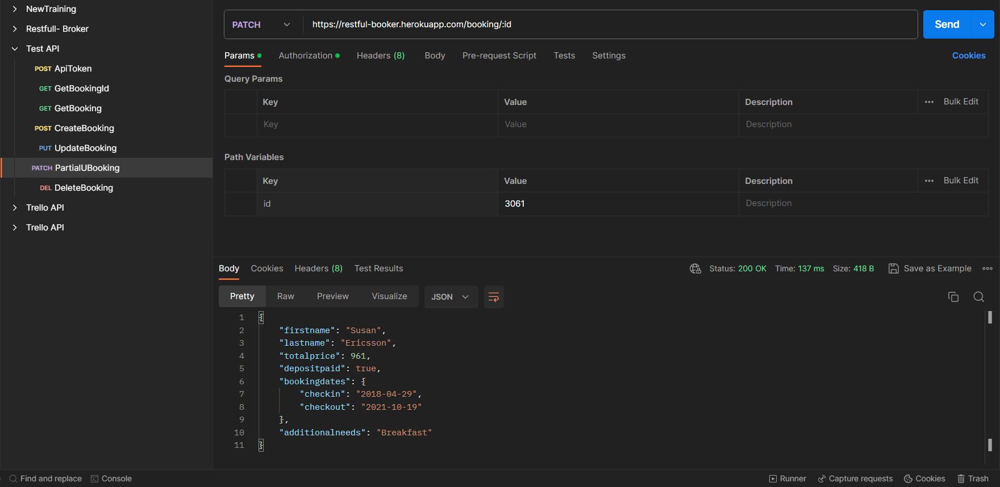 NewTraining
Restfull- Broker
Test API
POST ApiToken
GET GetBookingId
GET GetBooking
POST CreateBooking
PUT UpdateBooking
PATCH PartialUBooking
DEL DeleteBooking
Trello API
Trello API
PATCH https://restful-booker.herokuapp.com/booking/:id Send
Params Authorization Headers (8) Body Pre-request Script Tests Settings Cookies
Query Params
Key Value Description Bulk Edit
Key Value Description
Path Variables
Key Value Description Bulk Edit
id 3061 Description
Body Cookies Headers (8) Test Results Status: 200 OK Time: 137 ms Size: 418 B Save as Example
Pretty Raw Preview Visualize JSON
1 {
2 "firstname": "Susan",
3 "lastname": "Ericsson",
4 "totalprice": 961,
5 "depositpaid": true,
6 "bookingdates": {
7 "checkin": "2018-04-29",
8 "checkout": "2021-10-19"
9 },
10 "additionalneeds": "Breakfast"
11 }
Find and replace Console Runner Capture requests Cookies Trash